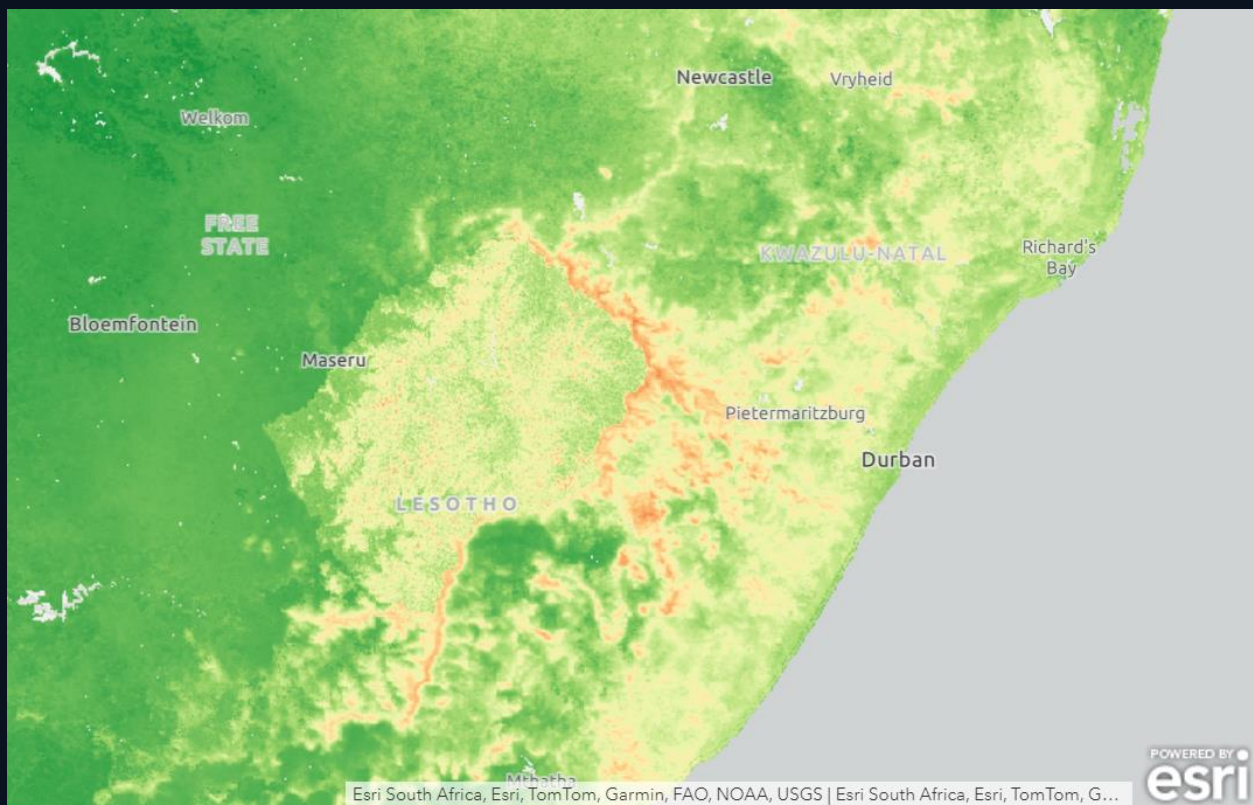 Newcastle
Vryheid
Welkom
FREE
STATE
KWAZULU-NATAL
Richard's
Bay
Bloemfontein
Maseru
Pietermaritzburg
Durban
LESOTHO
Mthatha
POWERED BY
esri
Esri South Africa, Esri, TomTom, Garmin, FAO, NOAA, USGS | Esri South Africa, Esri, TomTom, G...